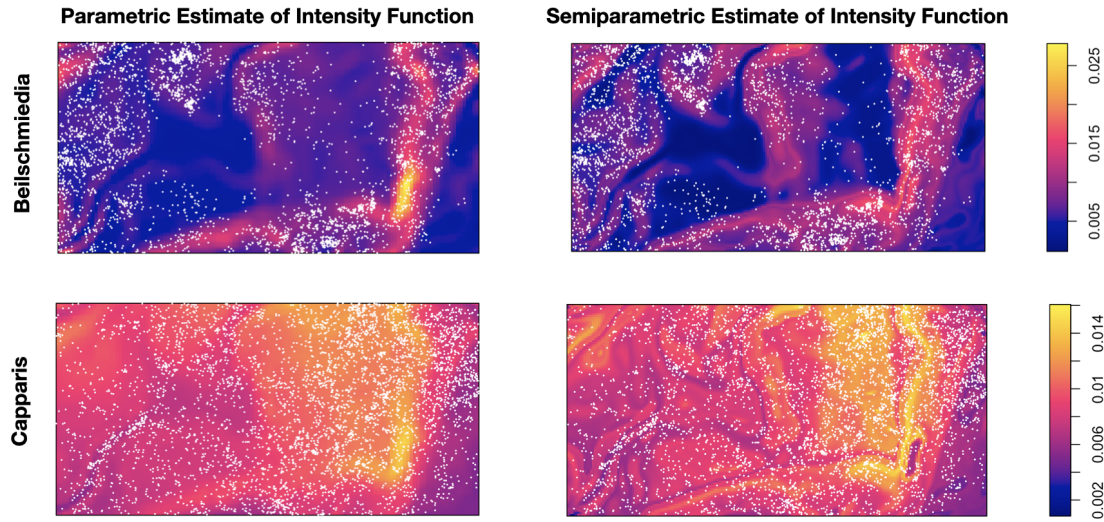 Parametric Estimate of Intensity Function
Semiparametric Estimate of Intensity Function
Beilschmiedia
0.025
0.015
0.005
Capparis
0.014
0.01
0.006
0.002